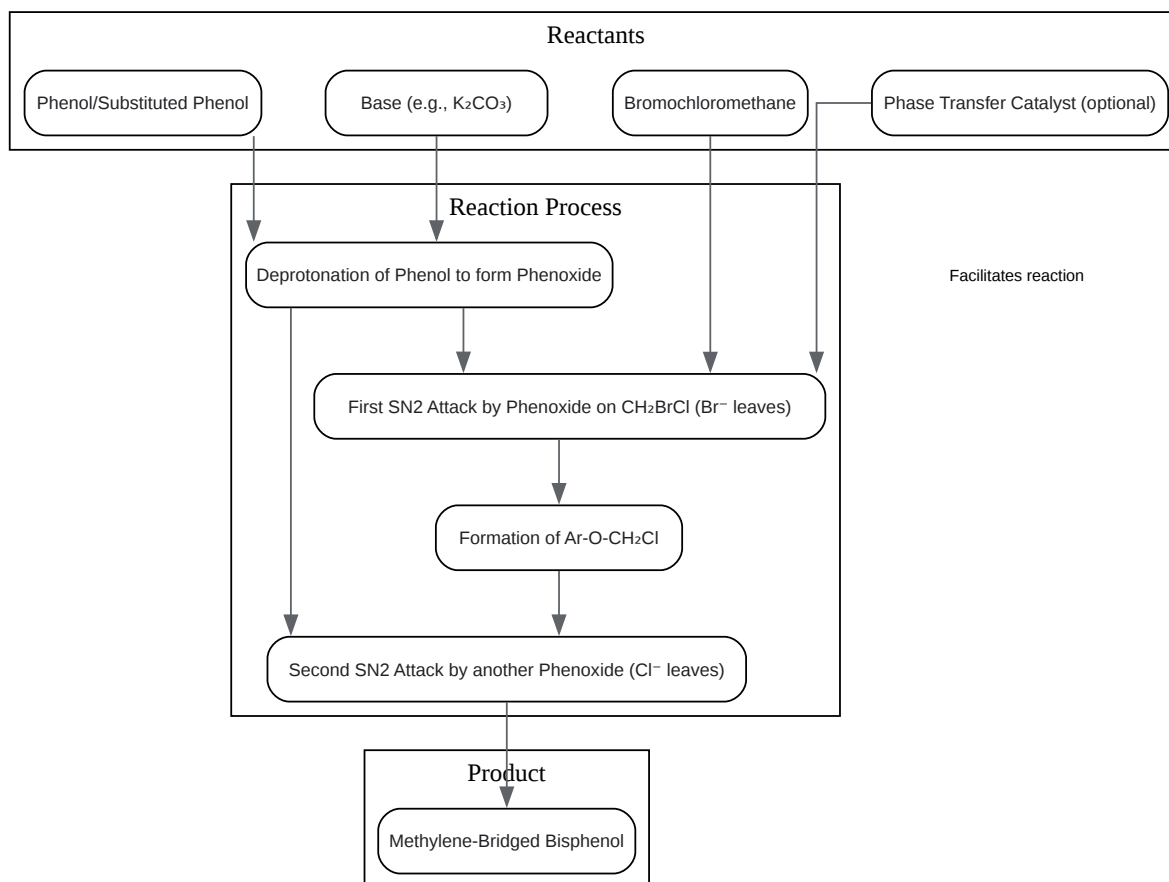 Reactants
Phenol/Substituted Phenol
Base (e.g., K₂CO₃)
Bromochloromethane
Phase Transfer Catalyst (optional)
Reaction Process
Deprotonation of Phenol to form Phenoxide
Facilitates reaction
First SN2 Attack by Phenoxide on CH₂BrCl (Br⁻ leaves)
Formation of Ar-O-CH₂Cl
Second SN2 Attack by another Phenoxide (Cl⁻ leaves)
Product
Methylene-Bridged Bisphenol